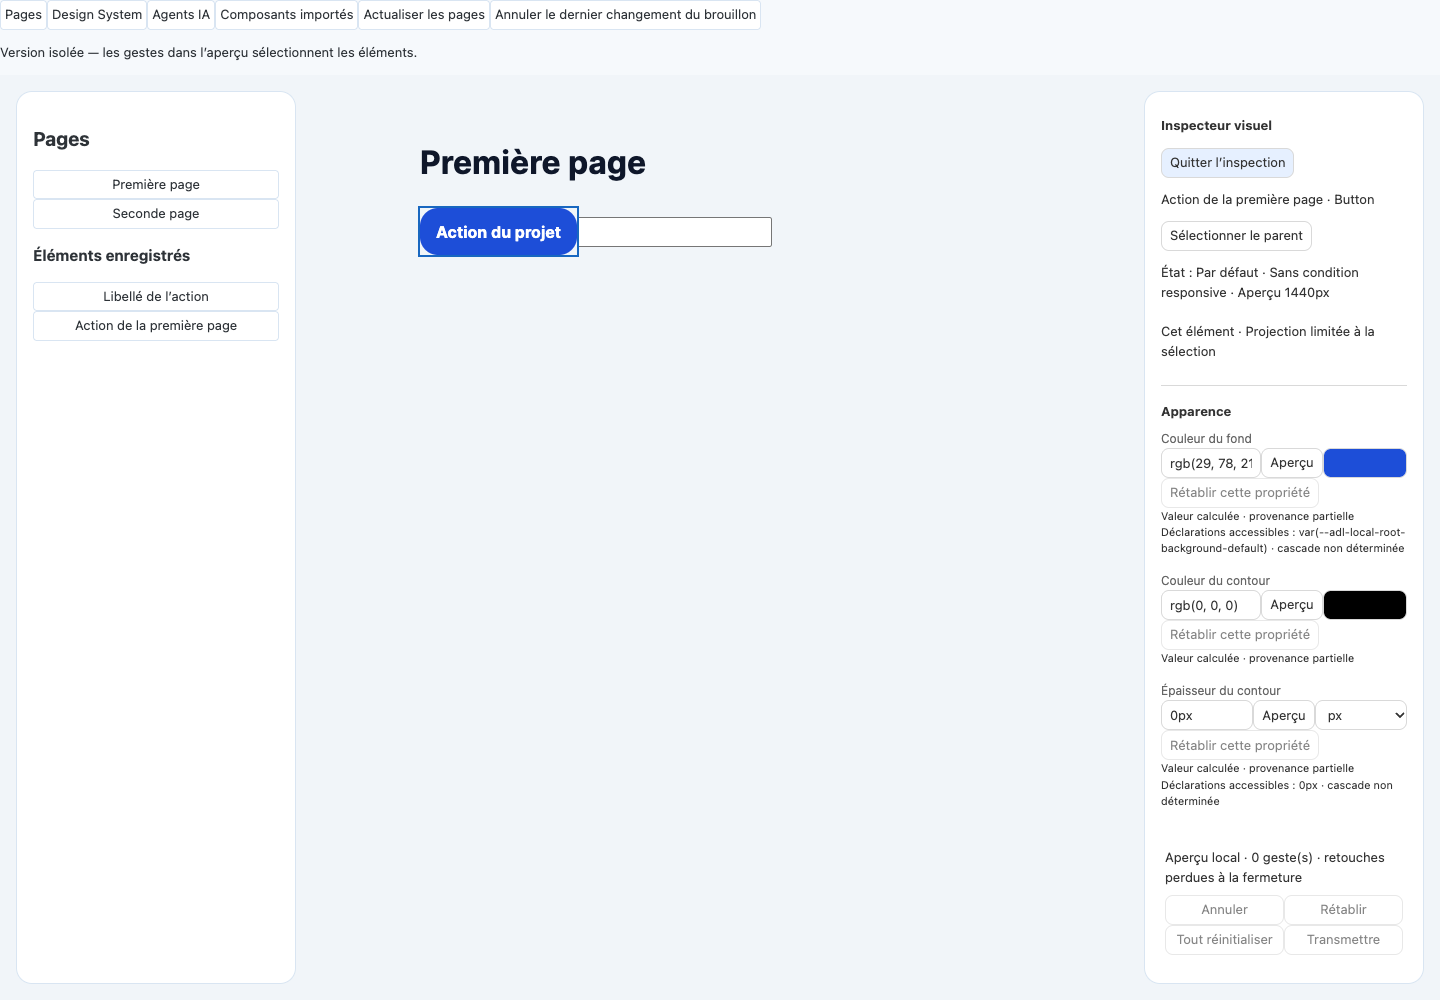 Pages Design System Agents IA Composants importés Actualiser les pages Annuler le dernier changement du brouillon
Version isolée — les gestes dans l’aperçu sélectionnent les éléments.
Pages
Première page
Seconde page
Éléments enregistrés
Libellé de l’action
Action de la première page
Première page
Action du projet
Inspecteur visuel
Quitter l’inspection
Action de la première page · Button
Sélectionner le parent
État : Par défaut · Sans condition
responsive · Aperçu 1440px
Cet élément · Projection limitée à la
sélection
Apparence
Couleur du fond
rgb(29, 78, 21 Aperçu
Rétablir cette propriété
Valeur calculée · provenance partielle
Déclarations accessibles : var(--adl-local-root-
background-default) · cascade non déterminée
Couleur du contour
rgb(0, 0, 0) Aperçu
Rétablir cette propriété
Valeur calculée · provenance partielle
Épaisseur du contour
0px Aperçu px
Rétablir cette propriété
Valeur calculée · provenance partielle
Déclarations accessibles : 0px · cascade non
déterminée
Aperçu local · 0 geste(s) · retouches
perdues à la fermeture
Annuler Rétablir
Tout réinitialiser Transmettre